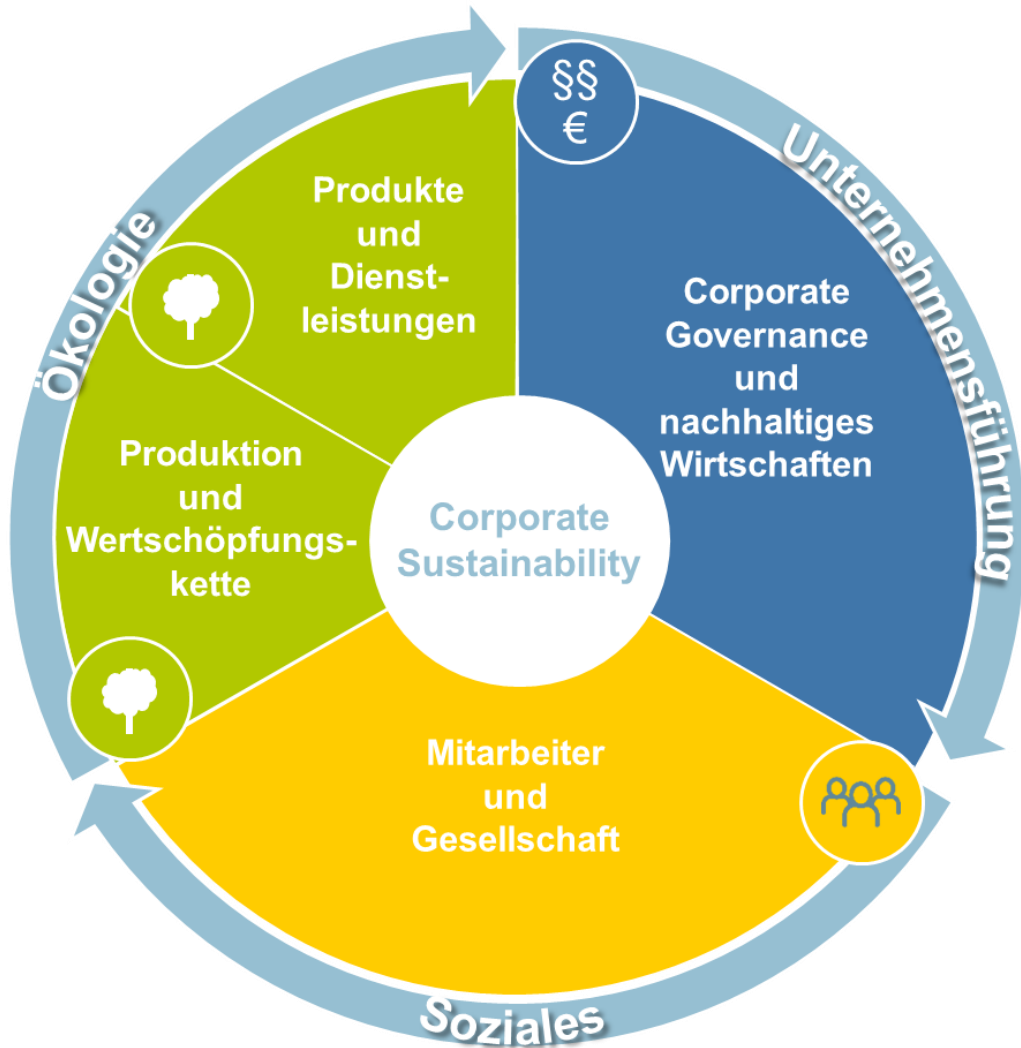 §§
€
Unternehmensführung
Corporate
Governance
und
nachhaltiges
Wirtschaften
Mitarbeiter
und
Gesellschaft
Soziales
Ökologie
Produktion
und
Wertschöpfungs-
kette
Produkte
und
Dienst-
leistungen
Corporate
Sustainability